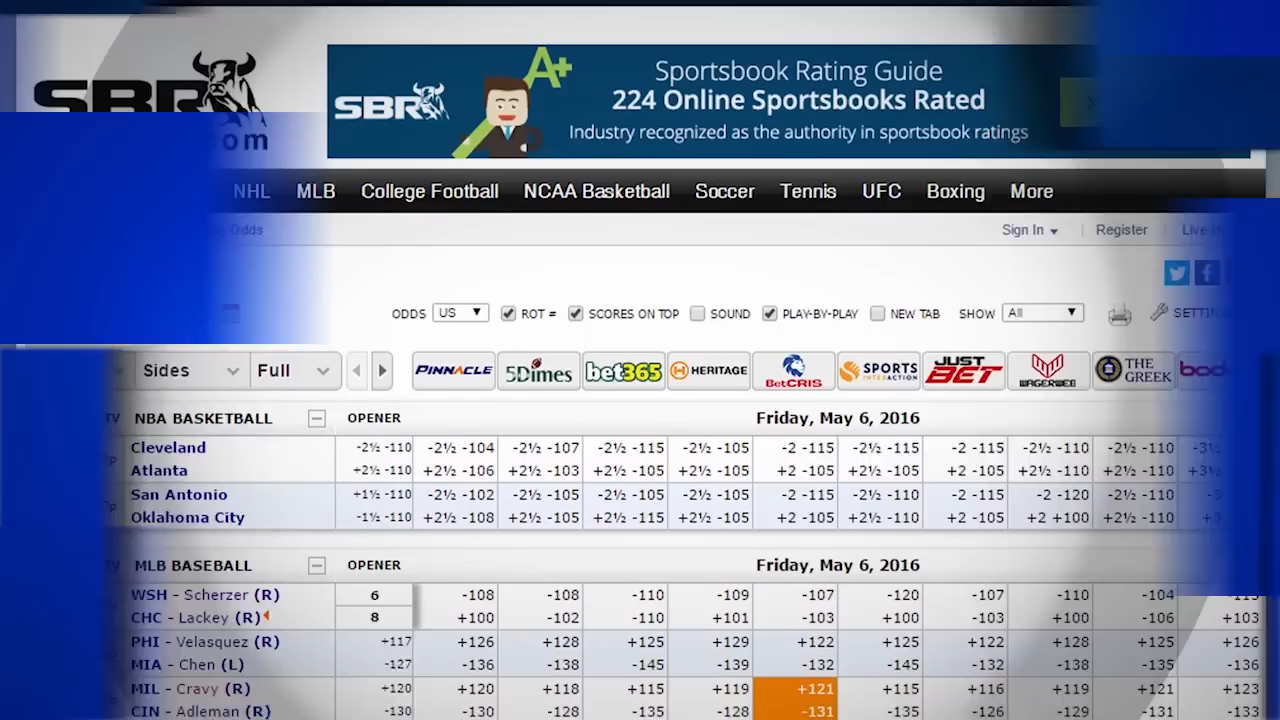 SBR
om
SBR
A+
Sportsbook Rating Guide
224 Online Sportsbooks Rated
Industry recognized as the authority in sportsbook ratings
NHL MLB College Football NCAA Basketball Soccer Tennis UFC Boxing More
Odds Sign In Register Live
ODDS US ROT = SCORES ON TOP SOUND PLAY-BY-PLAY NEW TAB SHOW All
Sides Full PINNACLE 5Dimes bet365 HERITAGE BetCRIS SPORTS INTERACTION JUST BET WAGERWEB THE GREEK
TV NBA BASKETBALL OPENER Friday, May 6, 2016
Cleveland -2½ -110 -2½ -104 -2½ -107 -2½ -115 -2½ -105 -2 -115 -2½ -115 -2 -115 -2½ -110 -2½ -110
Atlanta +2½ -110 +2½ -106 +2½ -103 +2½ -105 +2½ -105 +2 -105 +2½ -105 +2 -105 +2½ -110 +2½ -110
San Antonio +1½ -110 -2½ -102 -2½ -105 -2½ -105 -2½ -105 -2 -115 -2½ -110 -2 -115 -2 -120 -2½ -110
Oklahoma City -1½ -110 +2½ -108 +2½ -105 +2½ -115 +2½ -105 +2 -105 +2½ -110 +2 -105 +2 +100 +2½ -110
MLB BASEBALL OPENER Friday, May 6, 2016
WSH - Scherzer (R) 6 -108 -108 -110 -109 -107 -120 -107 -110 -104 -115
CHC - Lackey (R) 8 +100 -102 -110 +101 -103 +100 -103 +100 -106 +103
PHI - Velasquez (R) +117 +126 +128 +125 +129 +122 +125 +122 +128 +125 +126
MIA - Chen (L) -127 -136 -138 -145 -139 -132 -145 -132 -138 -135 -136
MIL - Cravy (R) +120 +120 +118 +115 +119 +121 +115 +116 +119 +121 +123
CIN - Adleman (R) -130 -130 -128 -135 -128 -131 -135 -126 -129 -131 -133